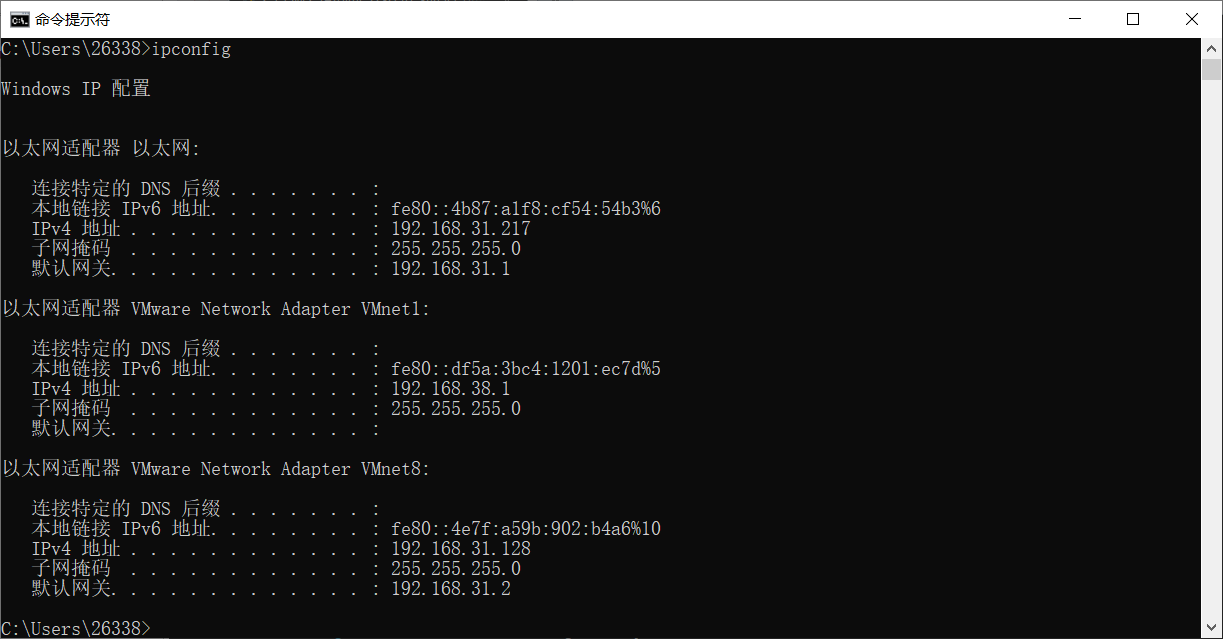 命令提示符
C:\Users\26338>ipconfig
Windows IP 配置
以太网适配器 以太网:
连接特定的 DNS 后缀 . . . . . . . :
本地链接 IPv6 地址. . . . . . . . : fe80::4b87:a1f8:cf54:54b3%6
IPv4 地址 . . . . . . . . . . . . : 192.168.31.217
子网掩码  . . . . . . . . . . . . : 255.255.255.0
默认网关. . . . . . . . . . . . . : 192.168.31.1
以太网适配器 VMware Network Adapter VMnet1:
连接特定的 DNS 后缀 . . . . . . . :
本地链接 IPv6 地址. . . . . . . . : fe80::df5a:3bc4:1201:ec7d%5
IPv4 地址 . . . . . . . . . . . . : 192.168.38.1
子网掩码  . . . . . . . . . . . . : 255.255.255.0
默认网关. . . . . . . . . . . . . :
以太网适配器 VMware Network Adapter VMnet8:
连接特定的 DNS 后缀 . . . . . . . :
本地链接 IPv6 地址. . . . . . . . : fe80::4e7f:a59b:902:b4a6%10
IPv4 地址 . . . . . . . . . . . . : 192.168.31.128
子网掩码  . . . . . . . . . . . . : 255.255.255.0
默认网关. . . . . . . . . . . . . : 192.168.31.2
C:\Users\26338>